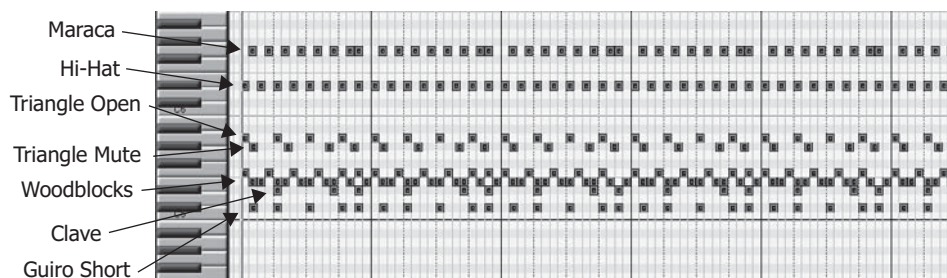 Maraca
Hi-Hat
Triangle Open
Triangle Mute
Woodblocks
Clave
Guiro Short